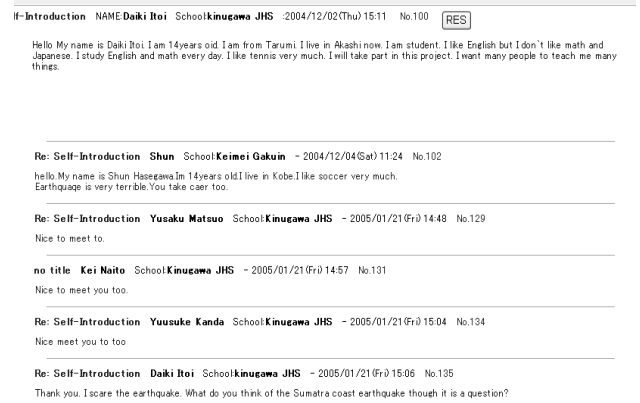 lf-Introduction NAME:Daiki Itoi School:kinugawa JHS :2004/12/02(Thu) 15:11 No.100 RES
Hello My name is Daiki Itoi. I am 14years oid. I am from Tarumi. I live in Akashi now. I am student. I like English but I don`t like math and
Japanese. I study English and math every day. I like tennis very much. I will take part in this project. I want many people to teach me many
things.
Re: Self-Introduction Shun School:Keimei Gakuin - 2004/12/04(Sat) 11:24 No.102
hello.My name is Shun Hasegawa.Im 14years old.I live in Kobe.I like soccer very much.
Earthquaqe is very terrible.You take caer too.
Re: Self-Introduction Yusaku Matsuo School:Kinugawa JHS - 2005/01/21(Fri) 14:48 No.129
Nice to meet to.
no title Kei Naito School:Kinugawa JHS - 2005/01/21(Fri) 14:57 No.131
Nice to meet you too.
Re: Self-Introduction Yuusuke Kanda School:Kinugawa JHS - 2005/01/21(Fri) 15:04 No.134
Nice meet you to too
Re: Self-Introduction Daiki Itoi School:kinugawa JHS - 2005/01/21(Fri) 15:06 No.135
Thank you. I scare the earthquake. What do you think of the Sumatra coast earthquake though it is a question?